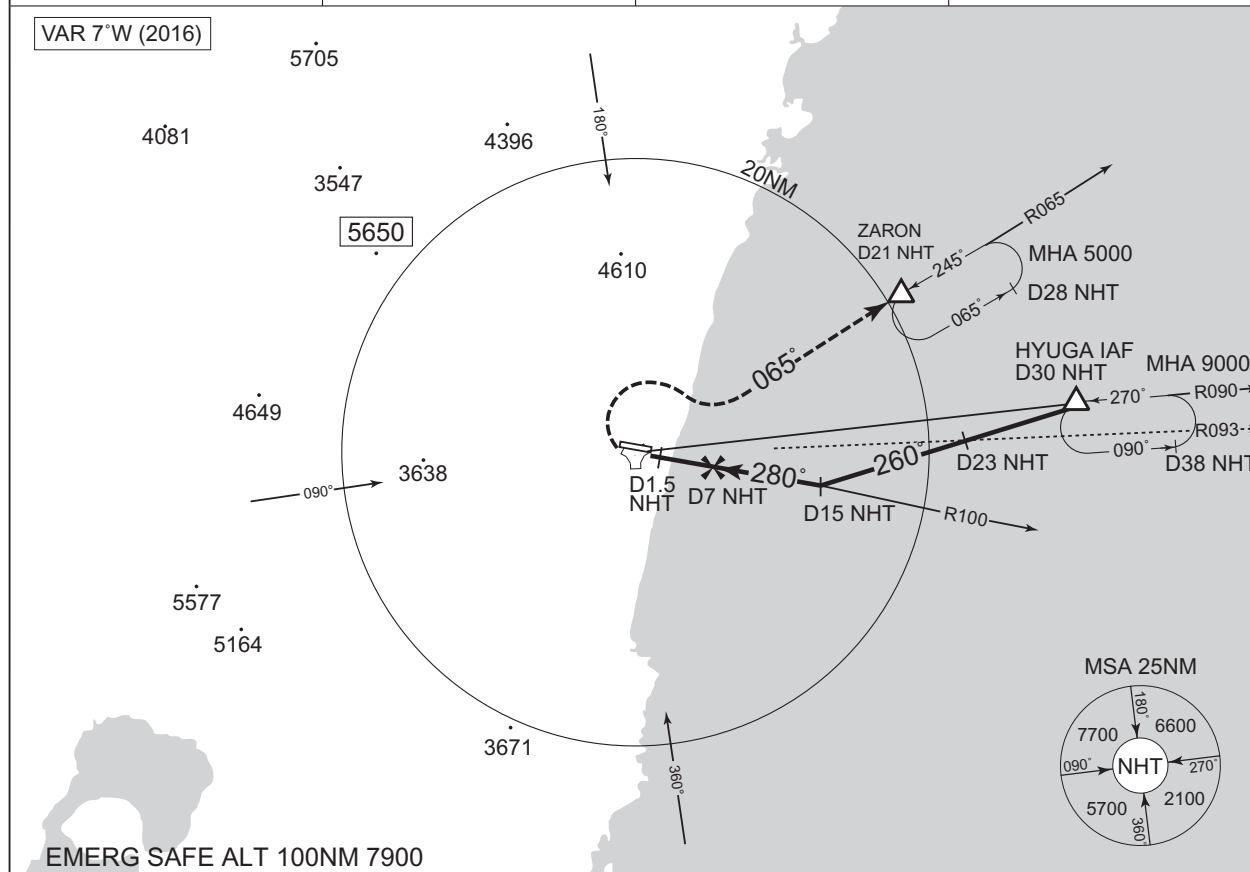 VAR 7˚W (2016)
5705
4081
4396
3547
180˚
20NM
5650
4610
ZARON
D21 NHT
R065
245˚
MHA 5000
D28 NHT
065˚
065˚
HYUGA IAF
D30 NHT
MHA 9000
270˚
R090
R093
090˚
D38 NHT
4649
3638
090˚
260˚
D23 NHT
280˚
D1.5
NHT
D7 NHT
D15 NHT
R100
5577
5164
3671
360˚
MSA 25NM
180˚
7700
6600
090˚
NHT
270˚
5700
2100
360˚
EMERG SAFE ALT 100NM 7900